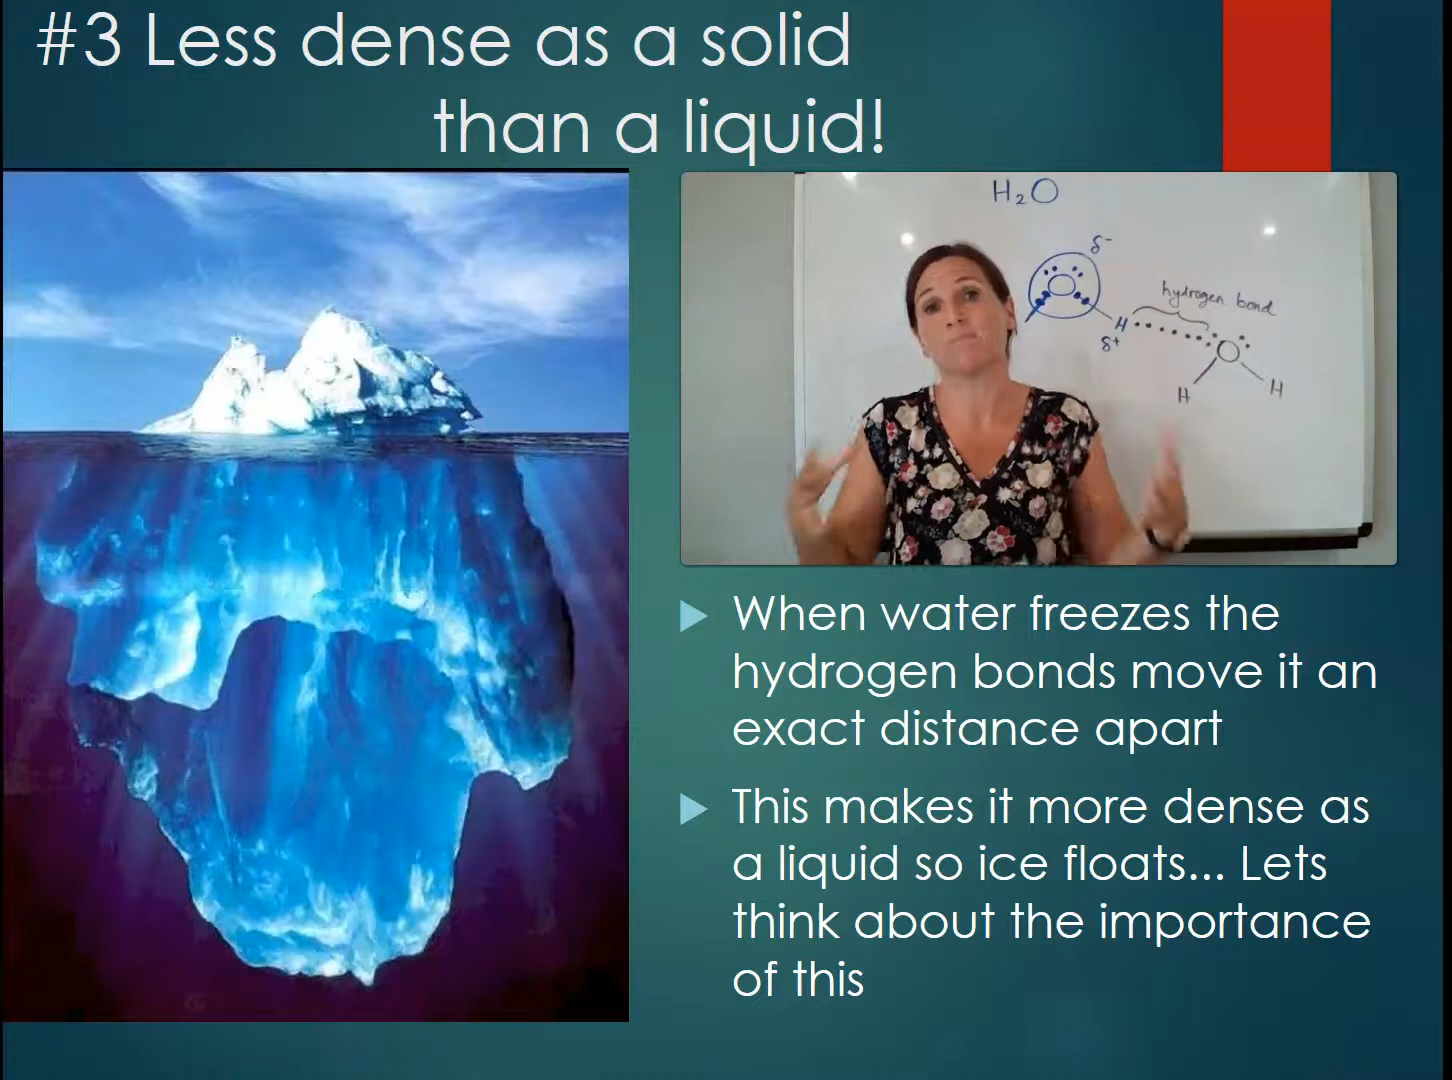 #3 Less dense as a solid
than a liquid!
H₂O
δ⁻
hydrogen bond
H
δ⁺
O
H
H
When water freezes the
hydrogen bonds move it an
exact distance apart
This makes it more dense as
a liquid so ice floats... Lets
think about the importance
of this